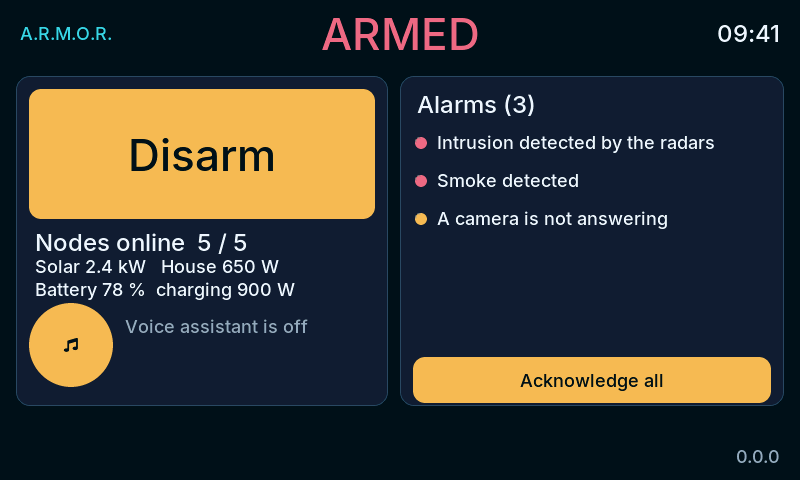 A.R.M.O.R.
ARMED
09:41
Disarm
Nodes online 5 / 5
Solar 2.4 kW House 650 W
Battery 78 % charging 900 W
Voice assistant is off
Alarms (3)
Intrusion detected by the radars
Smoke detected
A camera is not answering
Acknowledge all
0.0.0